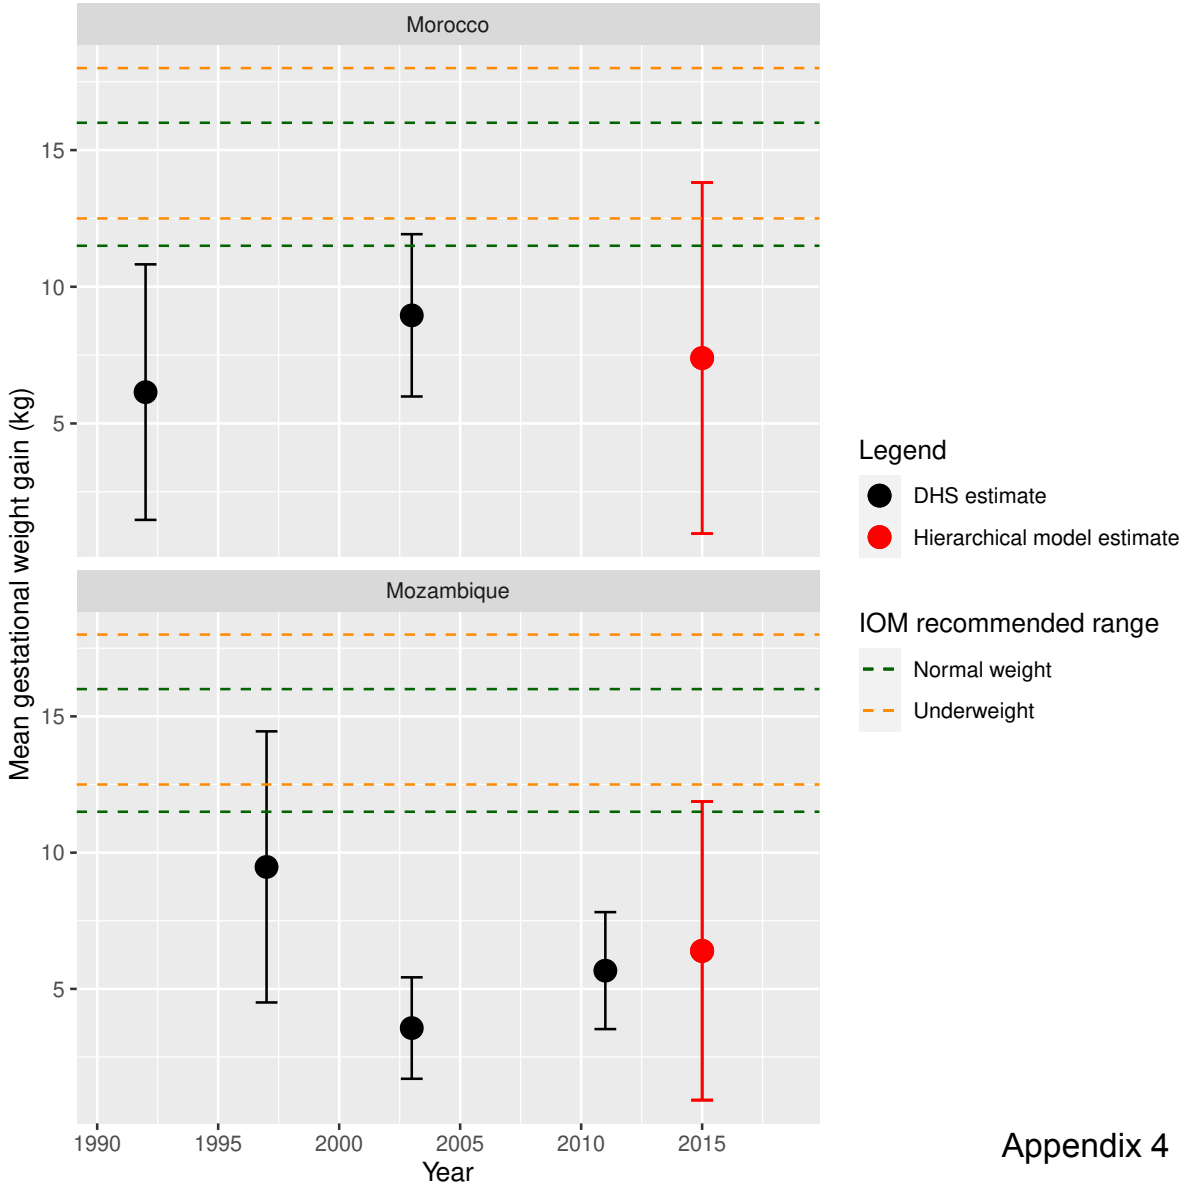 Morocco
15
10
5
Mozambique
15
10
5
1990 1995 2000 2005 2010 2015
Year
Mean gestational weight gain (kg)
Legend
DHS estimate
Hierarchical model estimate
IOM recommended range
Normal weight
Underweight
Appendix 4